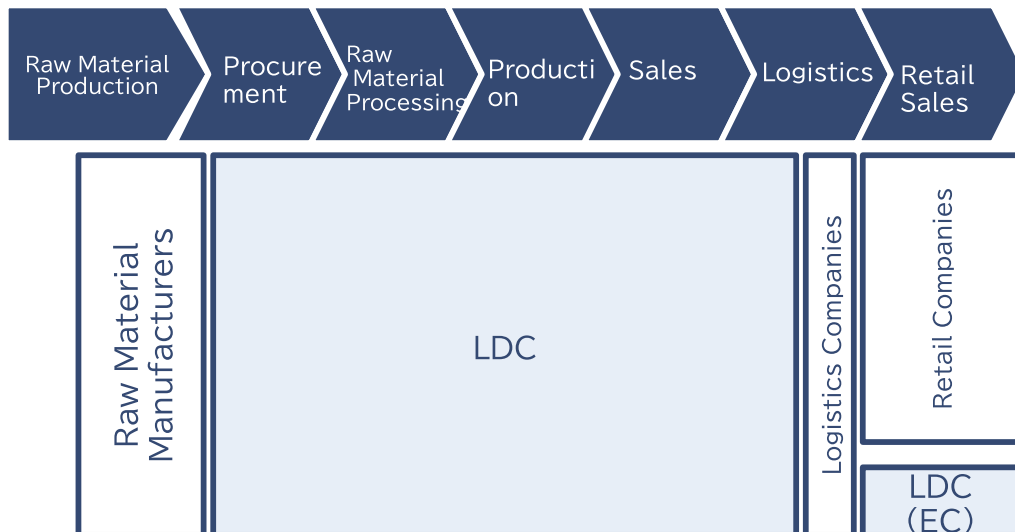 Raw Material
Production
Procure
ment
Raw
Material
Processing
Producti
on
Sales
Logistics
Retail
Sales
Raw Material
Manufacturers
LDC
Logistics Companies
Retail Companies
LDC
(EC)